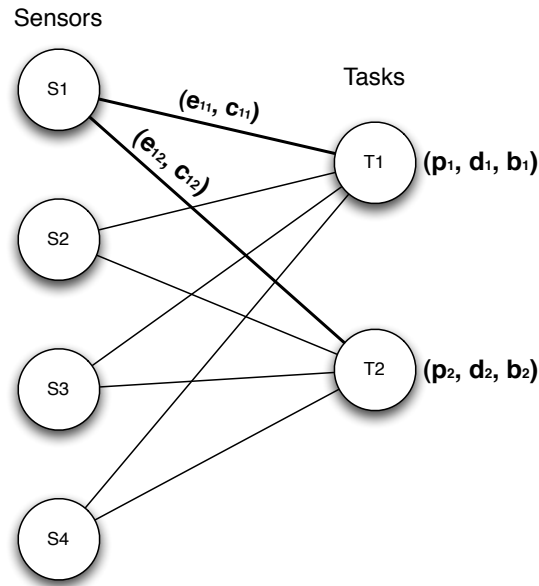 Sensors
S1
(e₁₁, c₁₁)
Tasks
(e₁₂, c₁₂)
T1
(p₁, d₁, b₁)
S2
T2
(p₂, d₂, b₂)
S3
S4